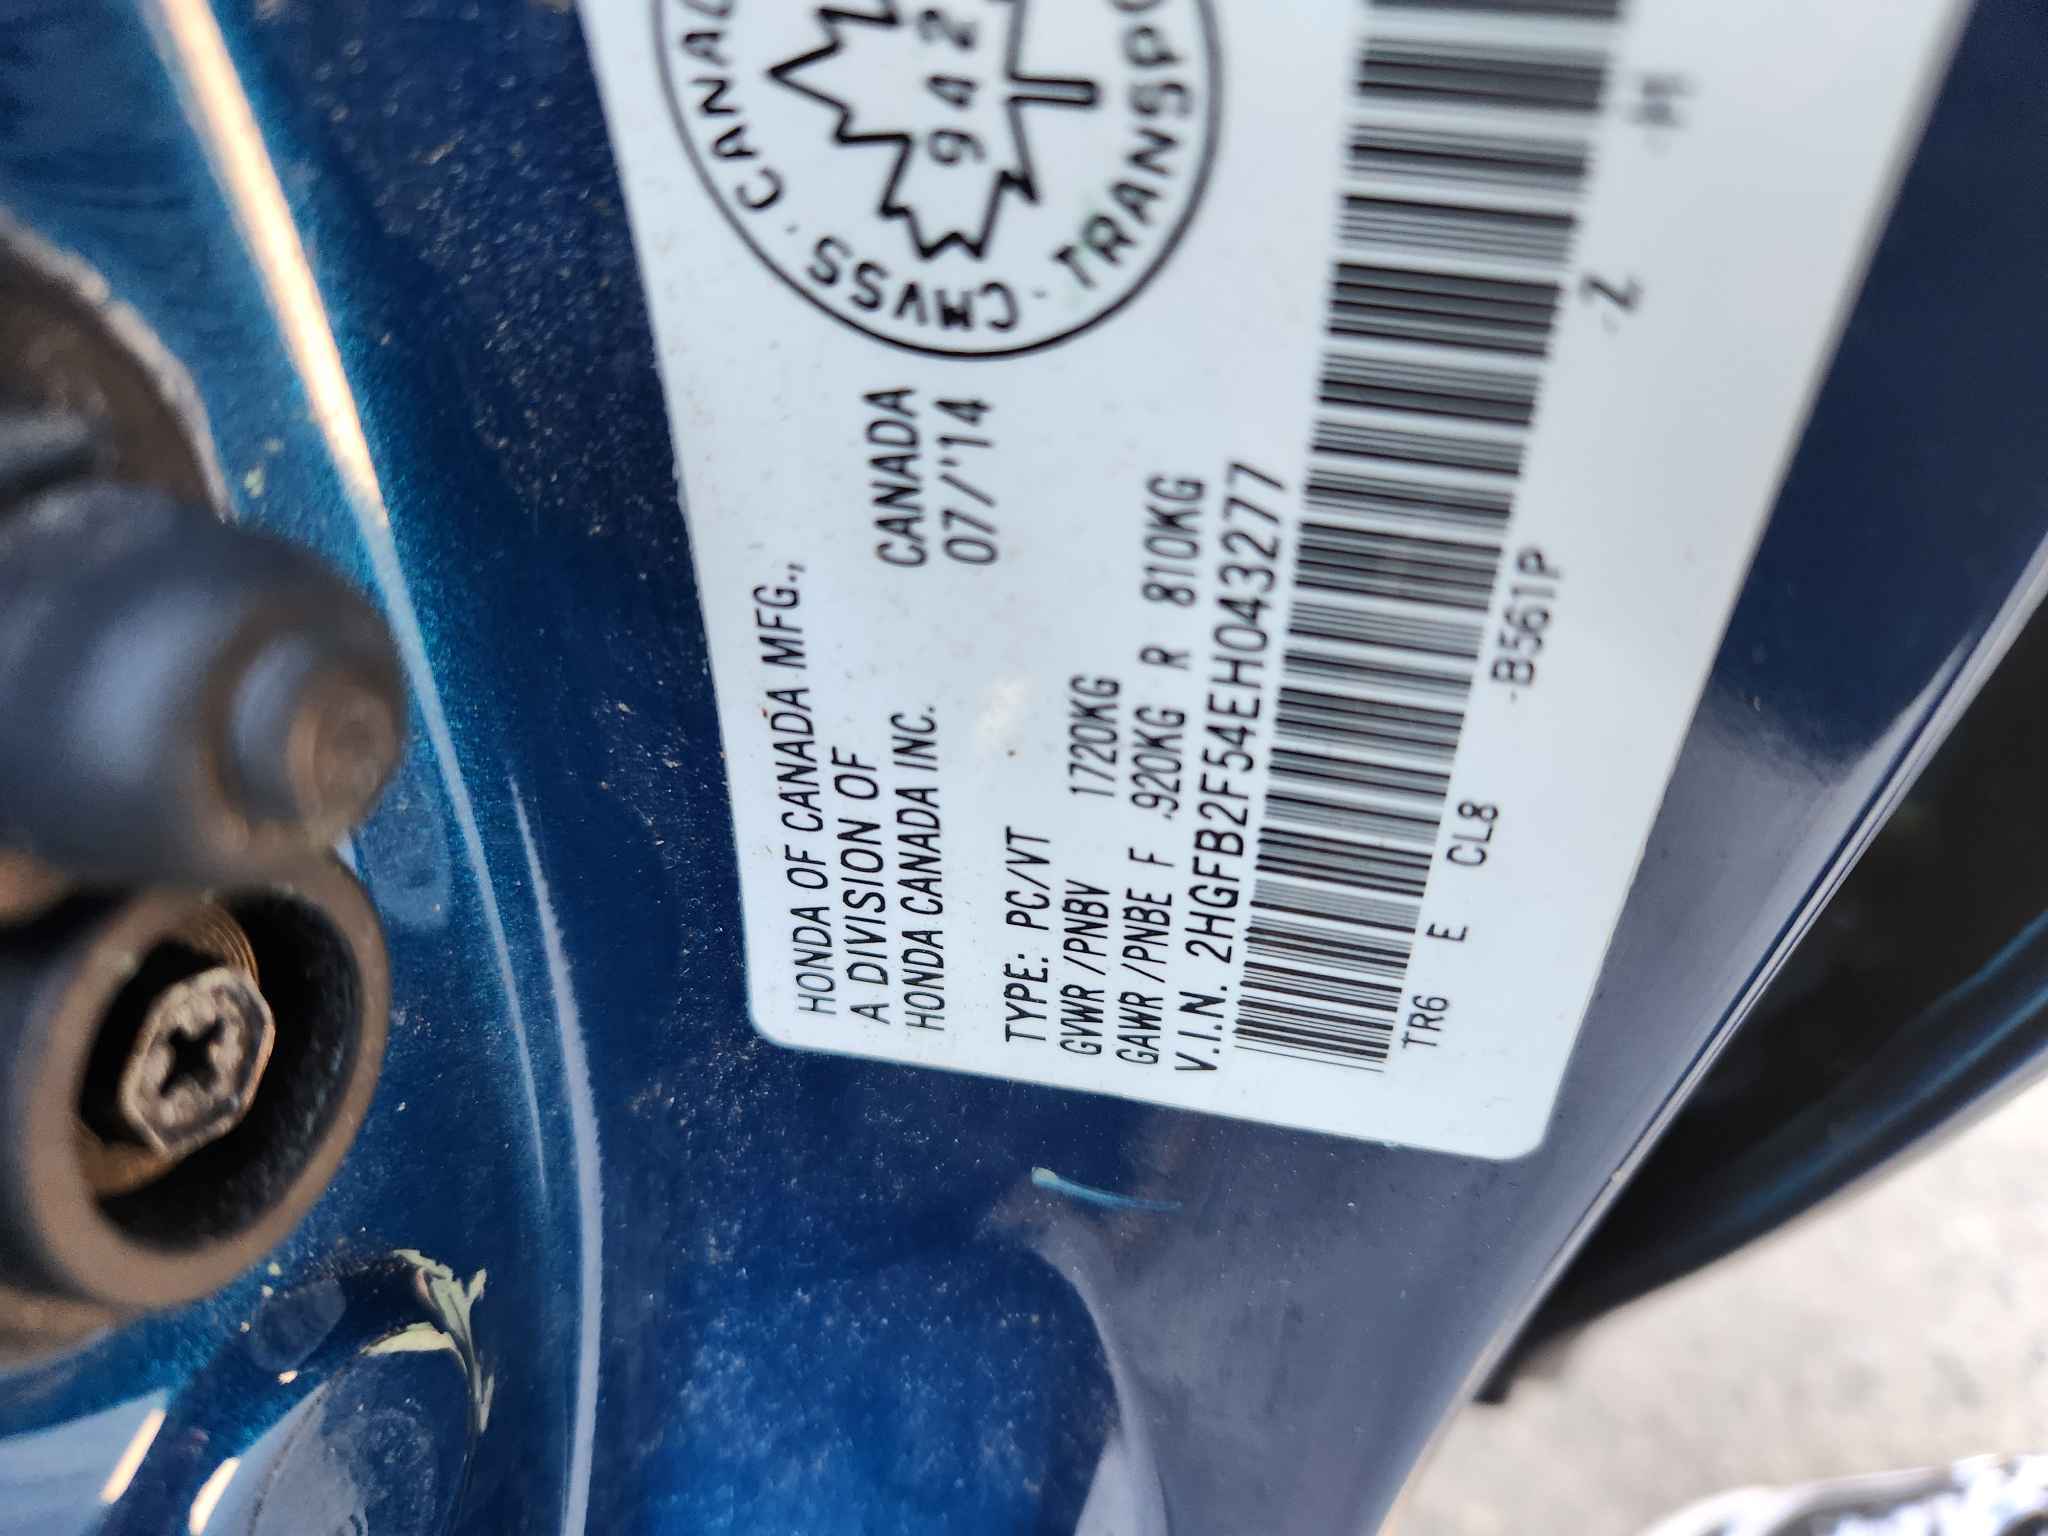 HONDA OF CANADA MFG.,
A DIVISION OF
HONDA CANADA INC.
CANADA
07/'14
CMVSS · CANAD
· TRANSPO
942
TYPE: PC/VT
GVWR/PNBV 1720KG
GAWR/PNBE F 920KG R 810KG
V.I.N. 2HGFB2F54EH043277
TR6 E CL8 -B561P -Z